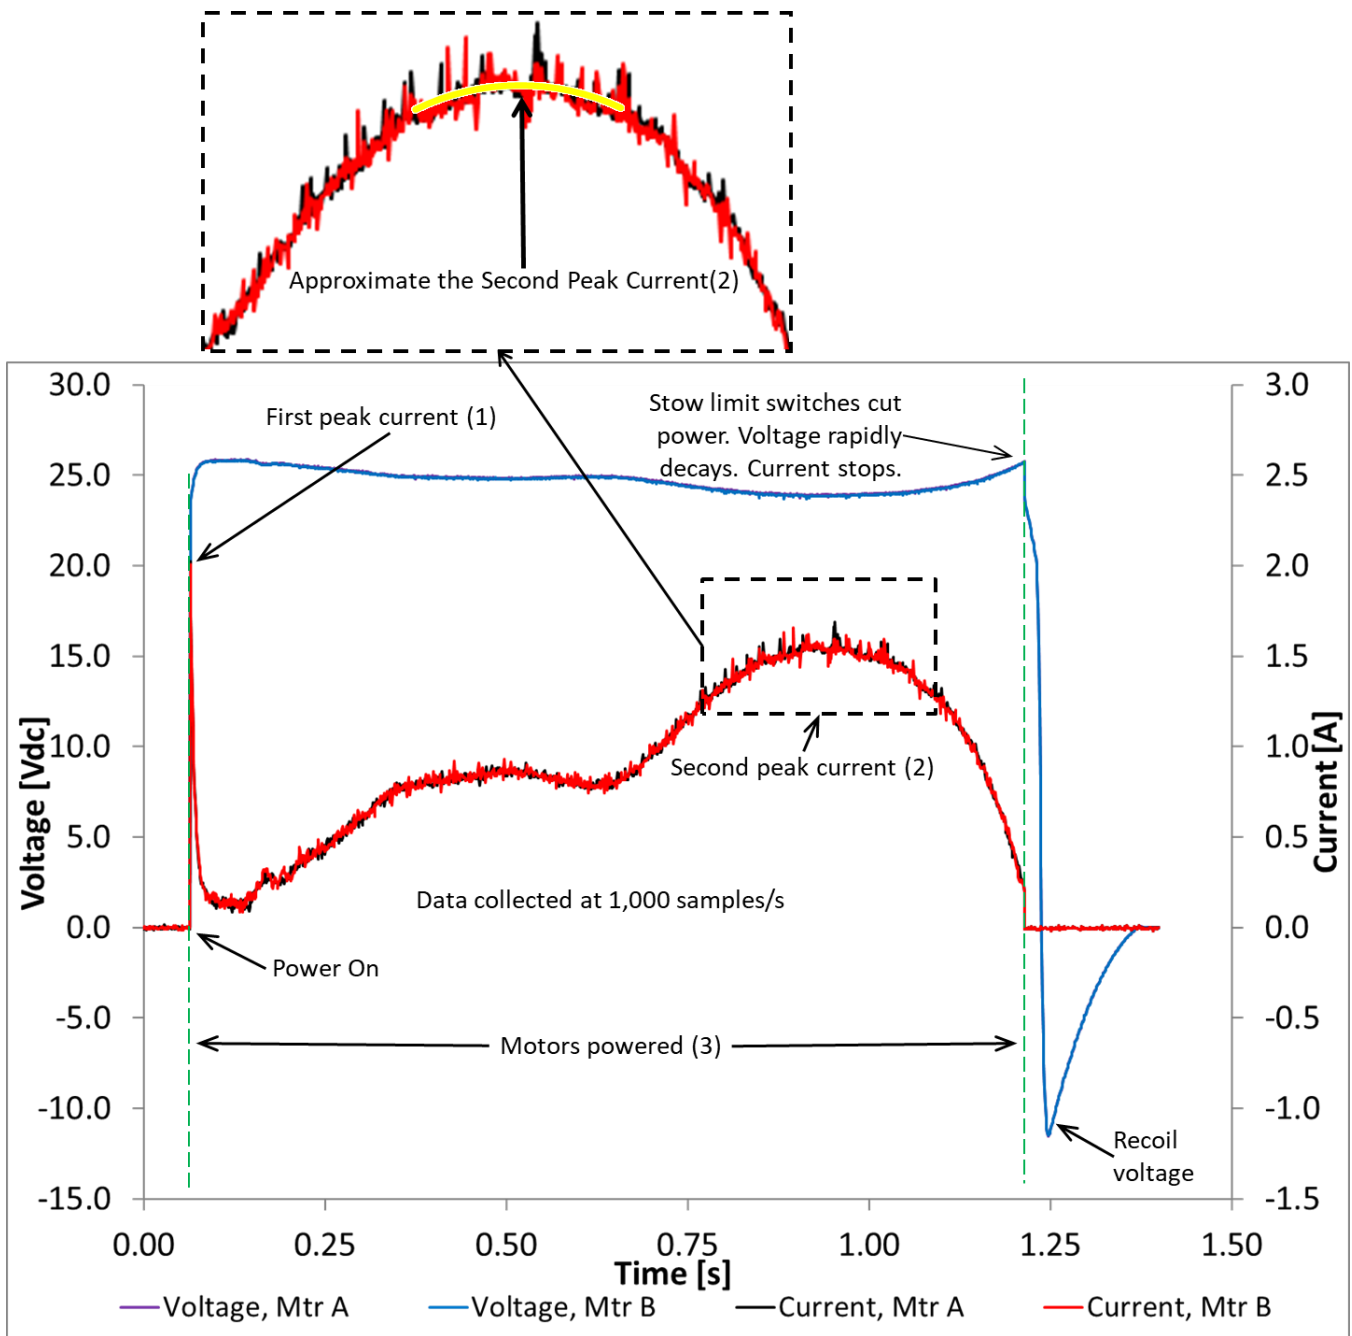 Approximate the Second Peak Current(2)
30.0
25.0
20.0
15.0
10.0
5.0
0.0
-5.0
-10.0
-15.0
Voltage [Vdc]
3.0
2.5
2.0
1.5
1.0
0.5
0.0
-0.5
-1.0
-1.5
Current [A]
First peak current (1)
Stow limit switches cut
power. Voltage rapidly
decays. Current stops.
Second peak current (2)
Data collected at 1,000 samples/s
Power On
Motors powered (3)
Recoil
voltage
0.00 0.25 0.50 0.75 1.00 1.25 1.50
Time [s]
Voltage, Mtr A Voltage, Mtr B Current, Mtr A Current, Mtr B